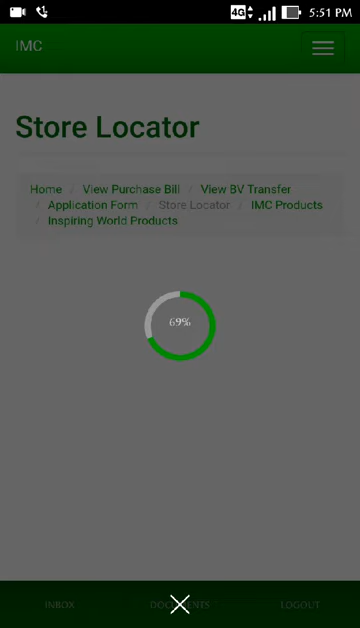 4G 5:51 PM
IMC
Store Locator
Home / View Purchase Bill / View BV Transfer
/ Application Form / Store Locator / IMC Products
/ Inspiring World Products
69%
INBOX DOCUMENTS LOGOUT